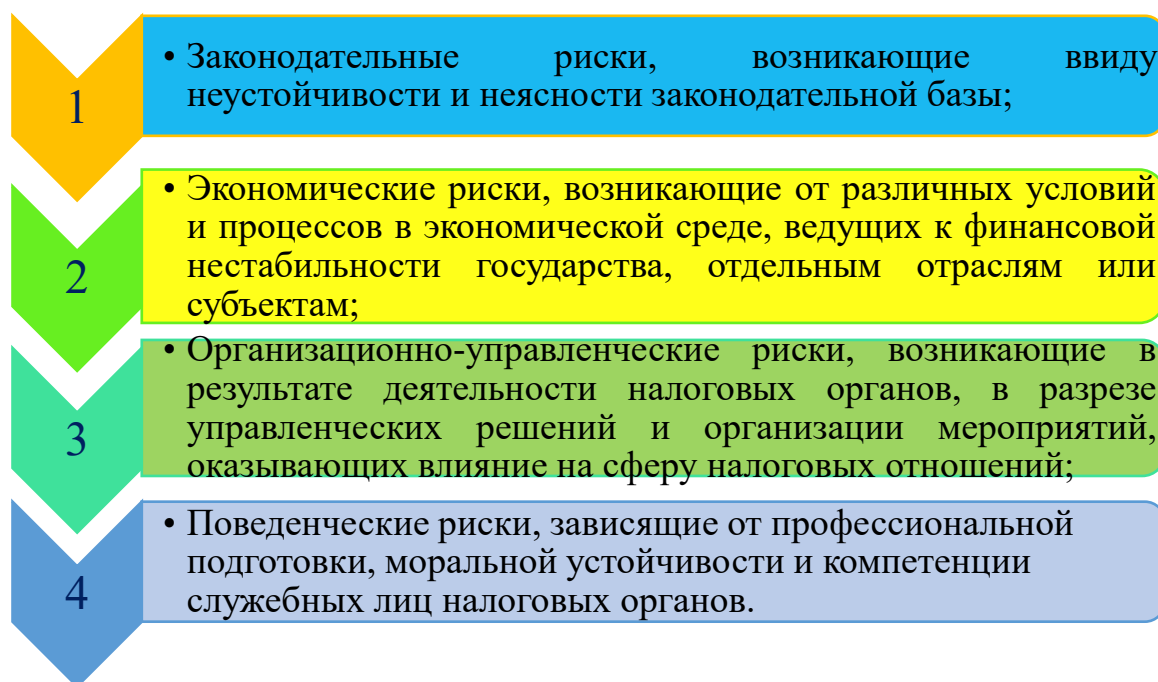 1
• Законодательные риски, возникающие ввиду
неустойчивости и неясности законодательной базы;
2
• Экономические риски, возникающие от различных условий
и процессов в экономической среде, ведущих к финансовой
нестабильности государства, отдельным отраслям или
субъектам;
3
• Организационно-управленческие риски, возникающие в
результате деятельности налоговых органов, в разрезе
управленческих решений и организации мероприятий,
оказывающих влияние на сферу налоговых отношений;
4
• Поведенческие риски, зависящие от профессиональной
подготовки, моральной устойчивости и компетенции
служебных лиц налоговых органов.